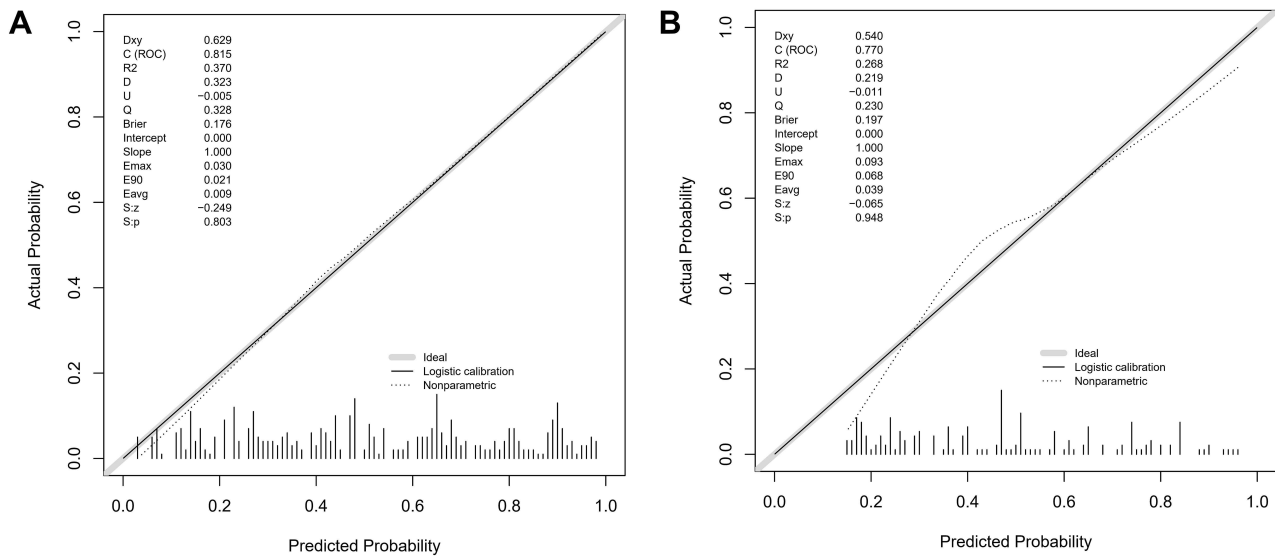 A
Dxy 0.629
C (ROC) 0.815
R2 0.370
D 0.323
U −0.005
Q 0.328
Brier 0.176
Intercept 0.000
Slope 1.000
Emax 0.030
E90 0.021
Eavg 0.009
S:z −0.249
S:p 0.803
Actual Probability
1.0
0.8
0.6
0.4
0.2
0.0
Ideal
Logistic calibration
Nonparametric
0.0 0.2 0.4 0.6 0.8 1.0
Predicted Probability
B
Dxy 0.540
C (ROC) 0.770
R2 0.268
D 0.219
U −0.011
Q 0.230
Brier 0.197
Intercept 0.000
Slope 1.000
Emax 0.093
E90 0.068
Eavg 0.039
S:z −0.065
S:p 0.948
Actual Probability
1.0
0.8
0.6
0.4
0.2
0.0
Ideal
Logistic calibration
Nonparametric
0.0 0.2 0.4 0.6 0.8 1.0
Predicted Probability